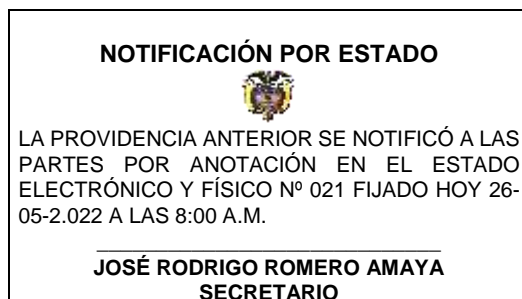 NOTIFICACIÓN POR ESTADO
LA PROVIDENCIA ANTERIOR SE NOTIFICÓ A LAS
PARTES POR ANOTACIÓN EN EL ESTADO
ELECTRÓNICO Y FÍSICO Nº 021 FIJADO HOY 26-
05-2.022 A LAS 8:00 A.M.
JOSÉ RODRIGO ROMERO AMAYA
SECRETARIO